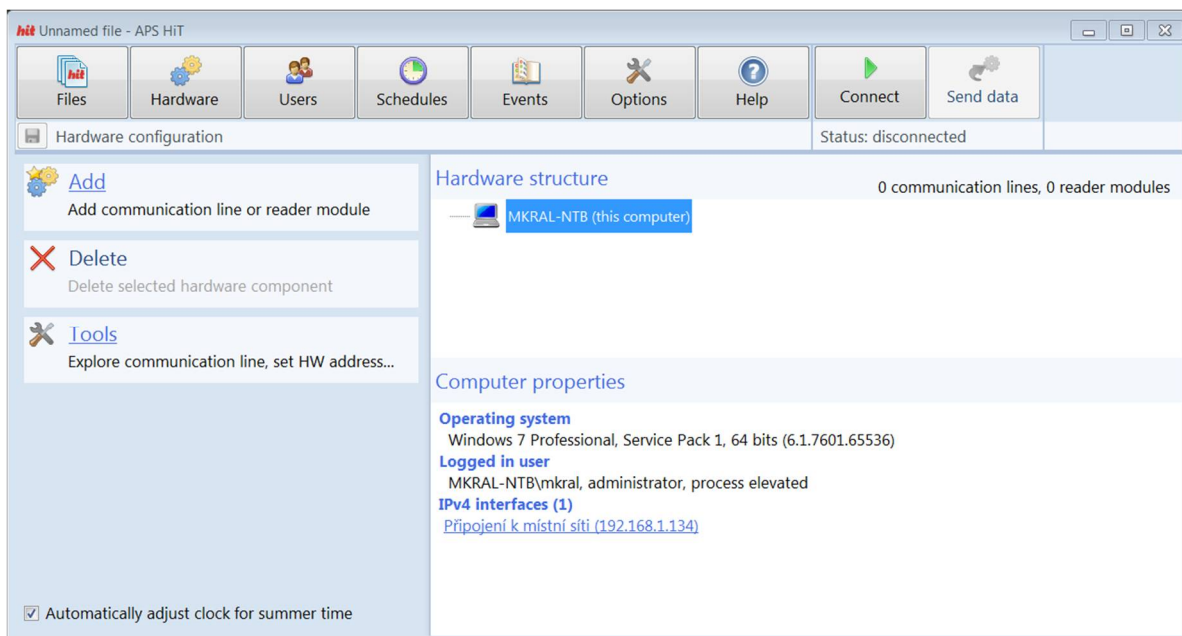 hit Unnamed file - APS HiT
hit
Files
Hardware
Users
Schedules
Events
Options
Help
Connect
Send data
Hardware configuration
Status: disconnected
Add
Add communication line or reader module
Delete
Delete selected hardware component
Tools
Explore communication line, set HW address...
Automatically adjust clock for summer time
Hardware structure
0 communication lines, 0 reader modules
MKRAL-NTB (this computer)
Computer properties
Operating system
Windows 7 Professional, Service Pack 1, 64 bits (6.1.7601.65536)
Logged in user
MKRAL-NTB\mkral, administrator, process elevated
IPv4 interfaces (1)
Připojení k místní síti (192.168.1.134)